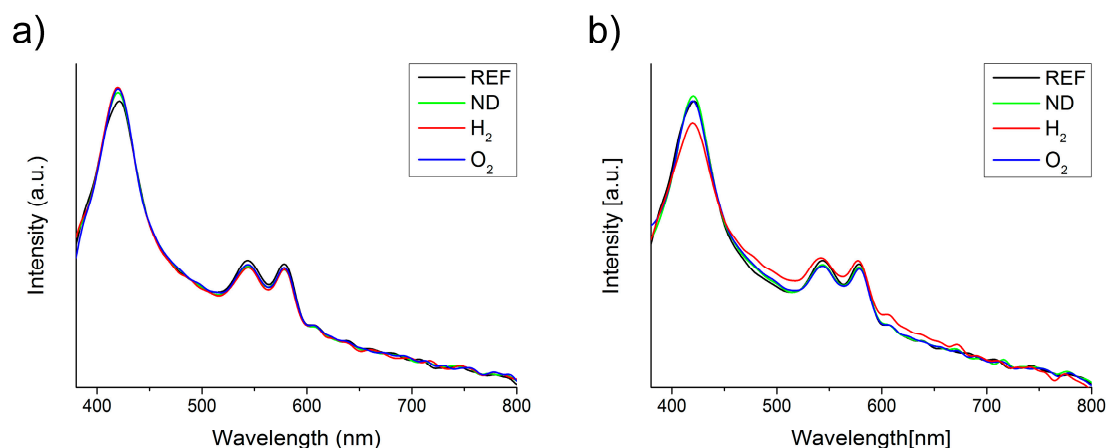 a)
REF
ND
H₂
O₂
Intensity (a.u.)
400 500 600 700 800
Wavelength (nm)
b)
REF
ND
H₂
O₂
Intensity [a.u.]
400 500 600 700 800
Wavelength[nm]